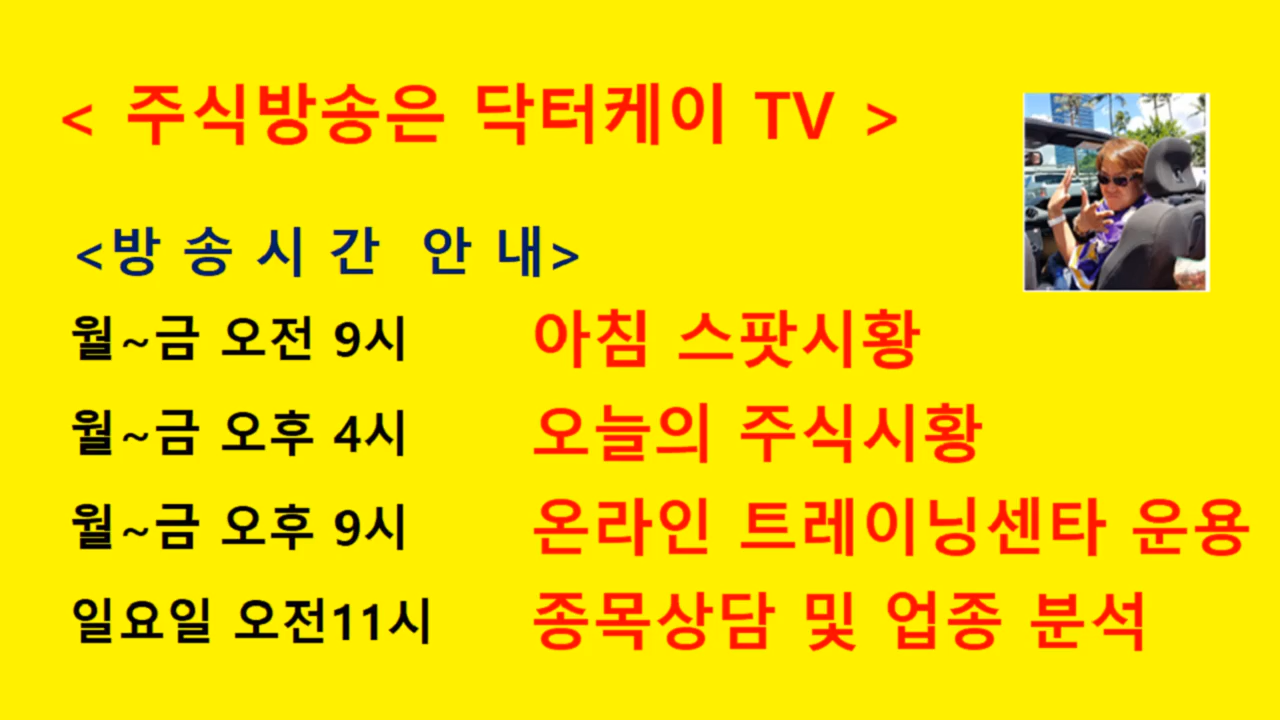 < 주식방송은 닥터케이 TV >
<방 송 시 간 안 내>
월~금 오전 9시 아침 스팟시황
월~금 오후 4시 오늘의 주식시황
월~금 오후 9시 온라인 트레이닝센타 운용
일요일 오전11시 종목상담 및 업종 분석